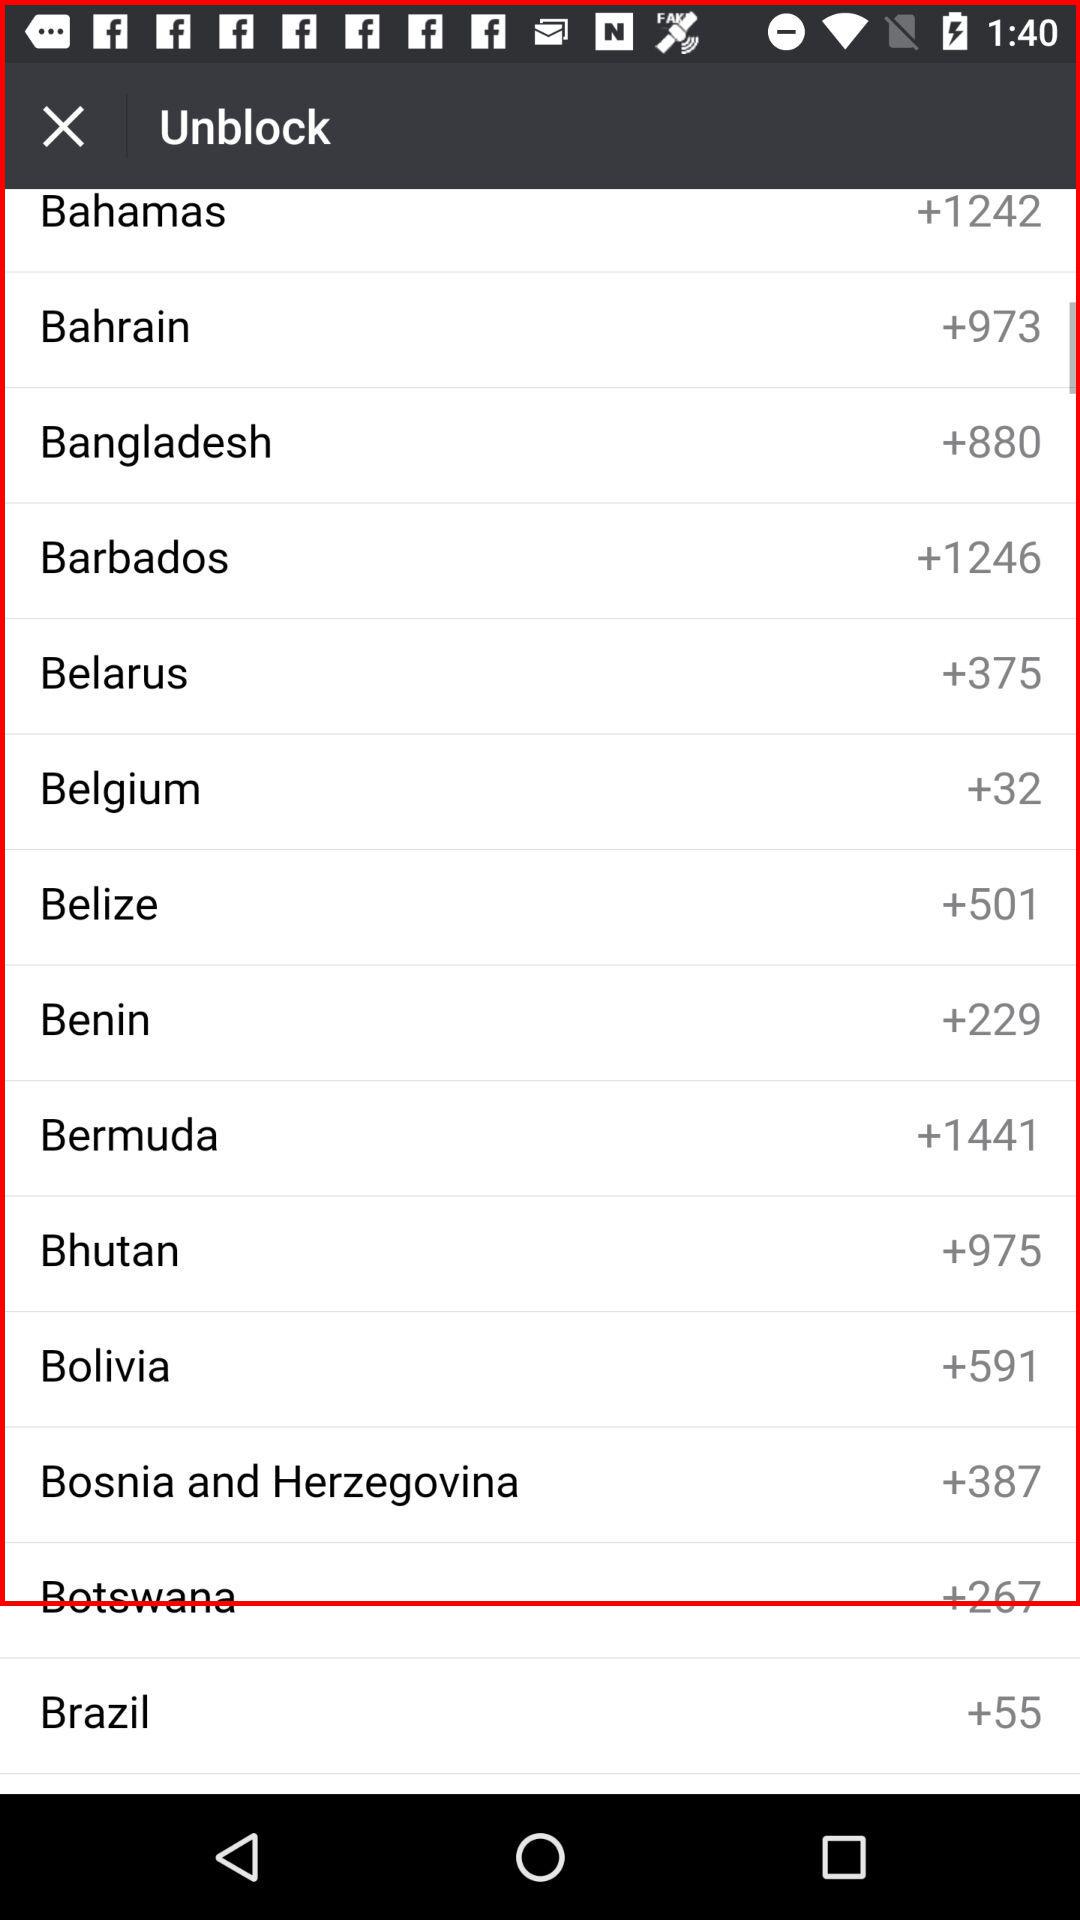 FAKE 1:40
Unblock
Bahamas +1242
Bahrain +973
Bangladesh +880
Barbados +1246
Belarus +375
Belgium +32
Belize +501
Benin +229
Bermuda +1441
Bhutan +975
Bolivia +591
Bosnia and Herzegovina +387
Botswana +267
Brazil +55